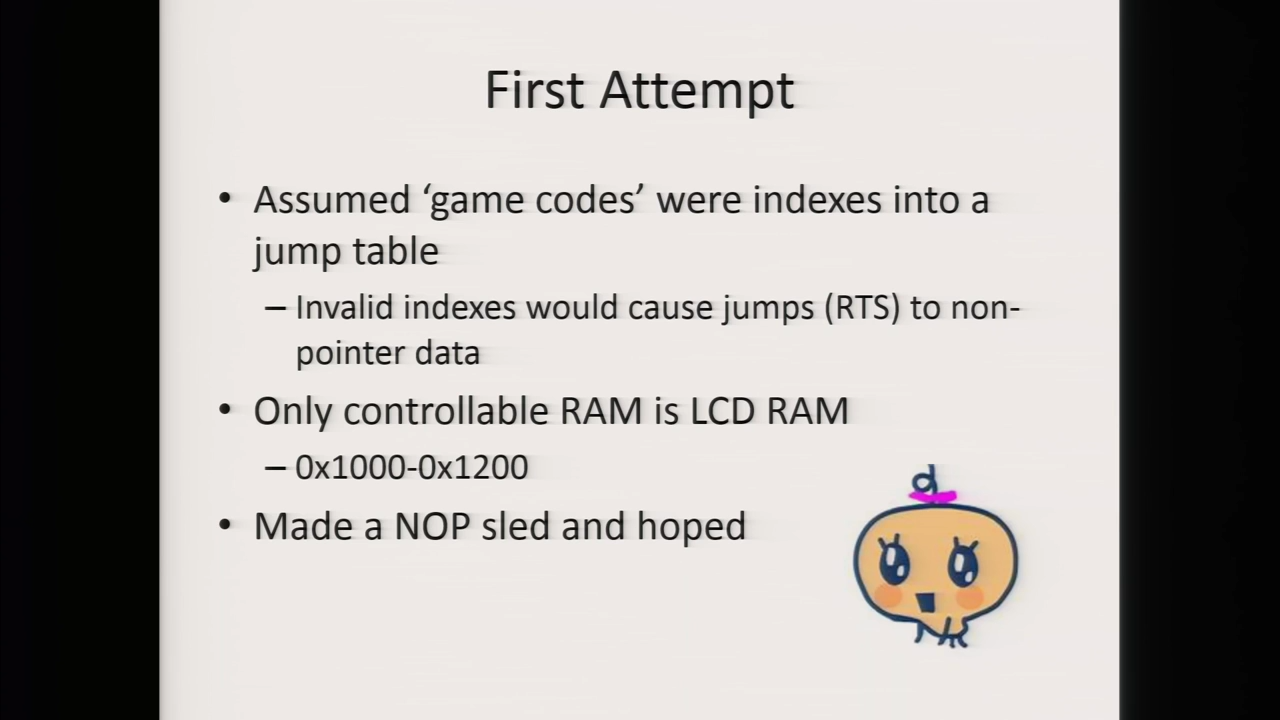 First Attempt
• Assumed ‘game codes’ were indexes into a
jump table
– Invalid indexes would cause jumps (RTS) to non-
pointer data
• Only controllable RAM is LCD RAM
– 0x1000-0x1200
• Made a NOP sled and hoped